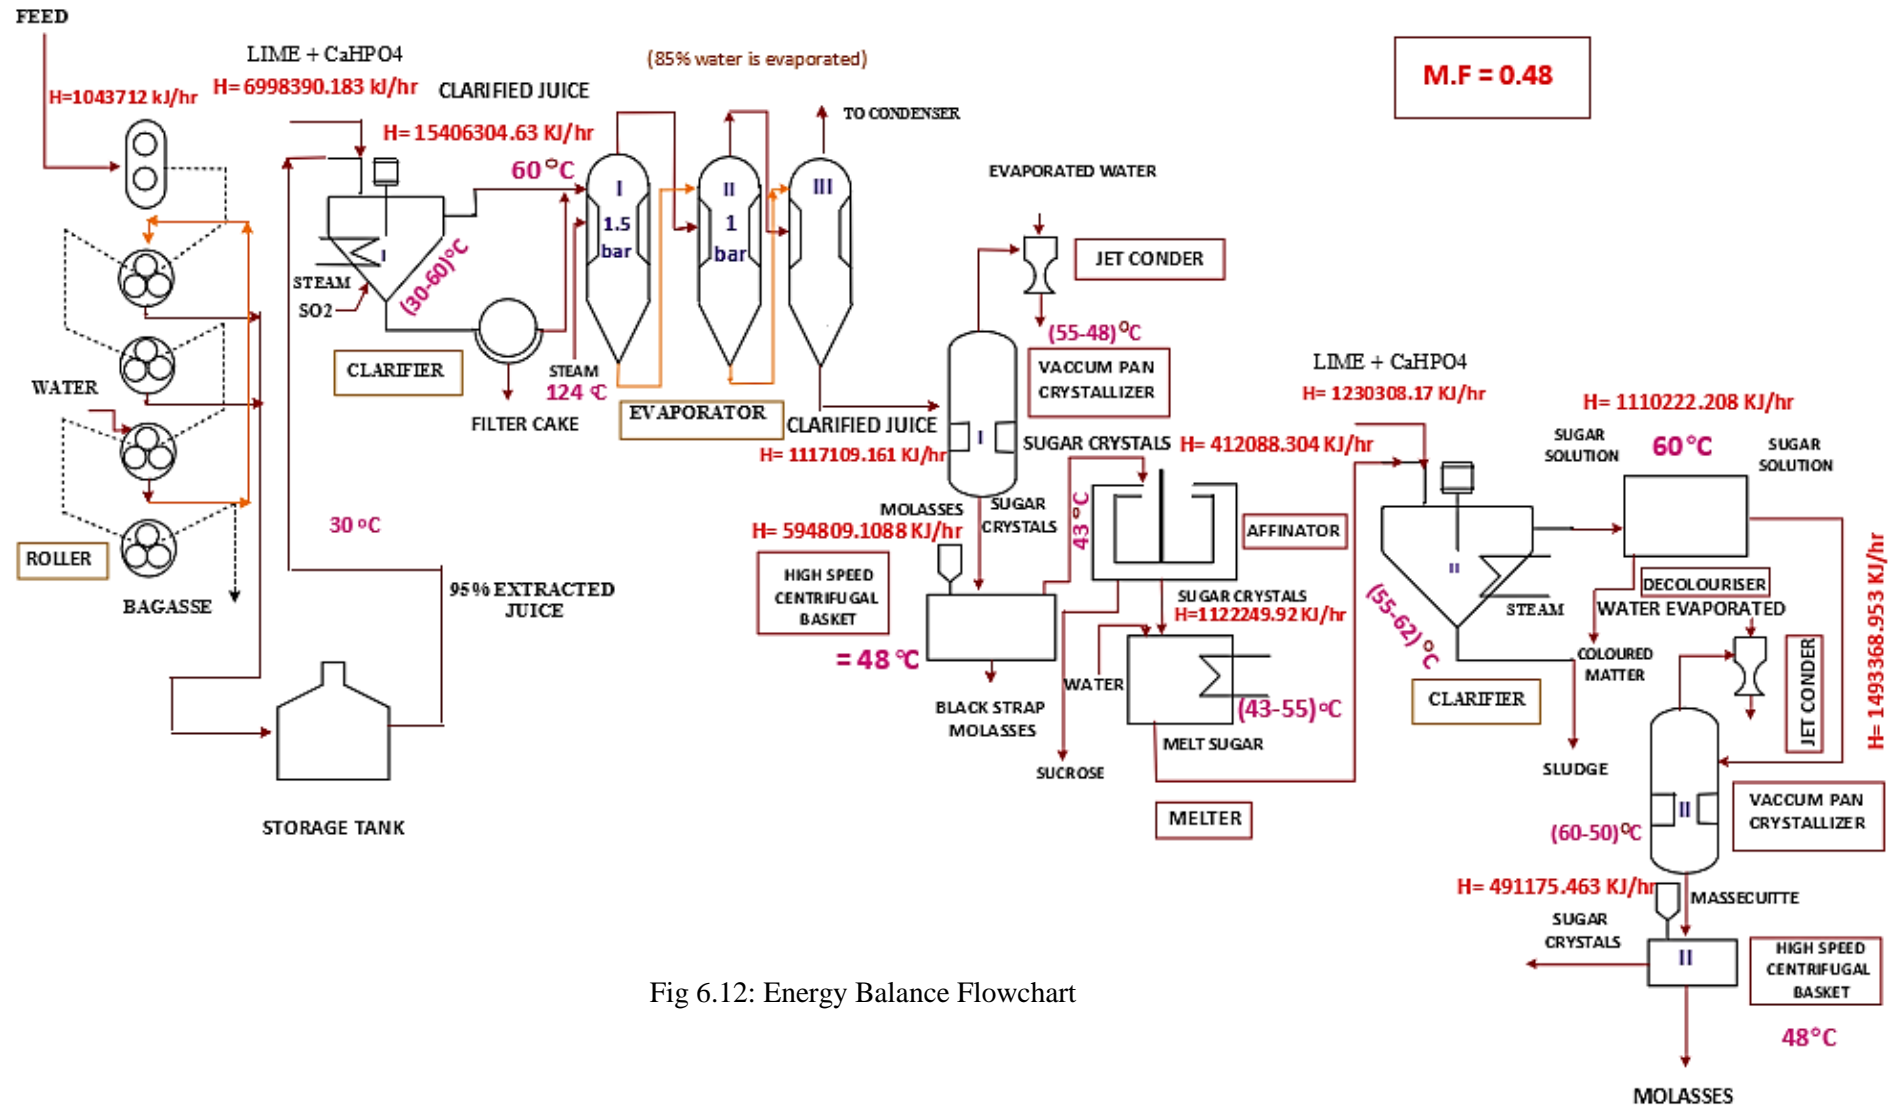 FEED
LIME + CaHPO4
(85% water is evaporated)
M.F = 0.48
H=1043712 kJ/hr
H= 6998390.183 kJ/hr
CLARIFIED JUICE
H= 15406304.63 KJ/hr
TO CONDENSER
60 °C
I
1.5
bar
II
1
bar
III
I
STEAM
SO2
(30-60)°C
CLARIFIER
WATER
FILTER CAKE
STEAM
124 °C
EVAPORATOR
CLARIFIED JUICE
H= 1117109.161 KJ/hr
EVAPORATED WATER
JET CONDER
(55-48)°C
VACCUM PAN
CRYSTALLIZER
I
SUGAR CRYSTALS
H= 412088.304 KJ/hr
ROLLER
BAGASSE
30 °C
95% EXTRACTED
JUICE
STORAGE TANK
MOLASSES
H= 594809.1088 KJ/hr
SUGAR
CRYSTALS
43 °C
AFFINATOR
HIGH SPEED
CENTRIFUGAL
BASKET
= 48 °C
BLACK STRAP
MOLASSES
SUGAR CRYSTALS
H=1122249.92 KJ/hr
WATER
(43-55)°C
MELT SUGAR
SUCROSE
MELTER
LIME + CaHPO4
H= 1230308.17 KJ/hr
H= 1110222.208 KJ/hr
SUGAR
SOLUTION
60°C
SUGAR
SOLUTION
II
STEAM
(55-62) °C
CLARIFIER
SLUDGE
DECOLOURISER
WATER EVAPORATED
COLOURED
MATTER
JET CONDER
H= 1493368.953 KJ/hr
II
(60-50)°C
VACCUM PAN
CRYSTALLIZER
H= 491175.463 KJ/hr
MASSECUITTE
SUGAR
CRYSTALS
II
HIGH SPEED
CENTRIFUGAL
BASKET
48°C
MOLASSES
Fig 6.12: Energy Balance Flowchart